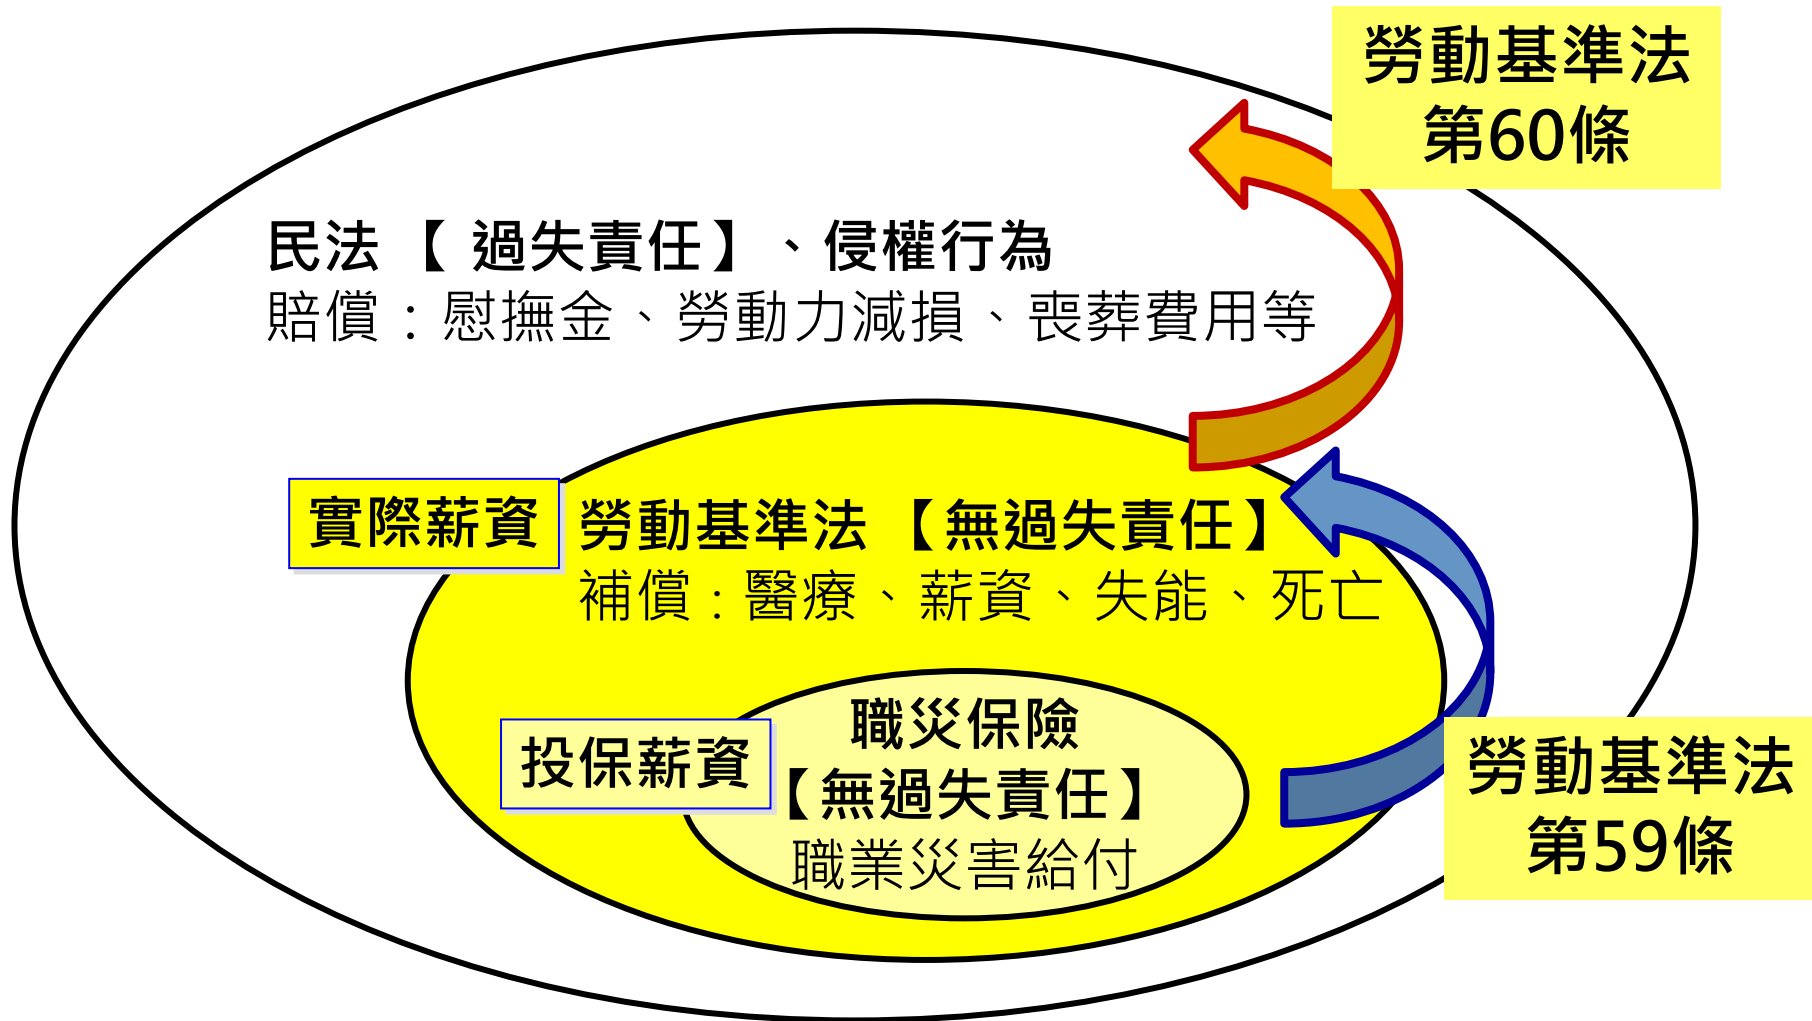 勞動基準法
第60條
民法【 過失責任】、侵權行為
賠償：慰撫金、勞動力減損、喪葬費用等
實際薪資
勞動基準法【無過失責任】
補償：醫療、薪資、失能、死亡
投保薪資
職災保險
【無過失責任】
職業災害給付
勞動基準法
第59條